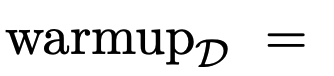 warmup_𝒟 =